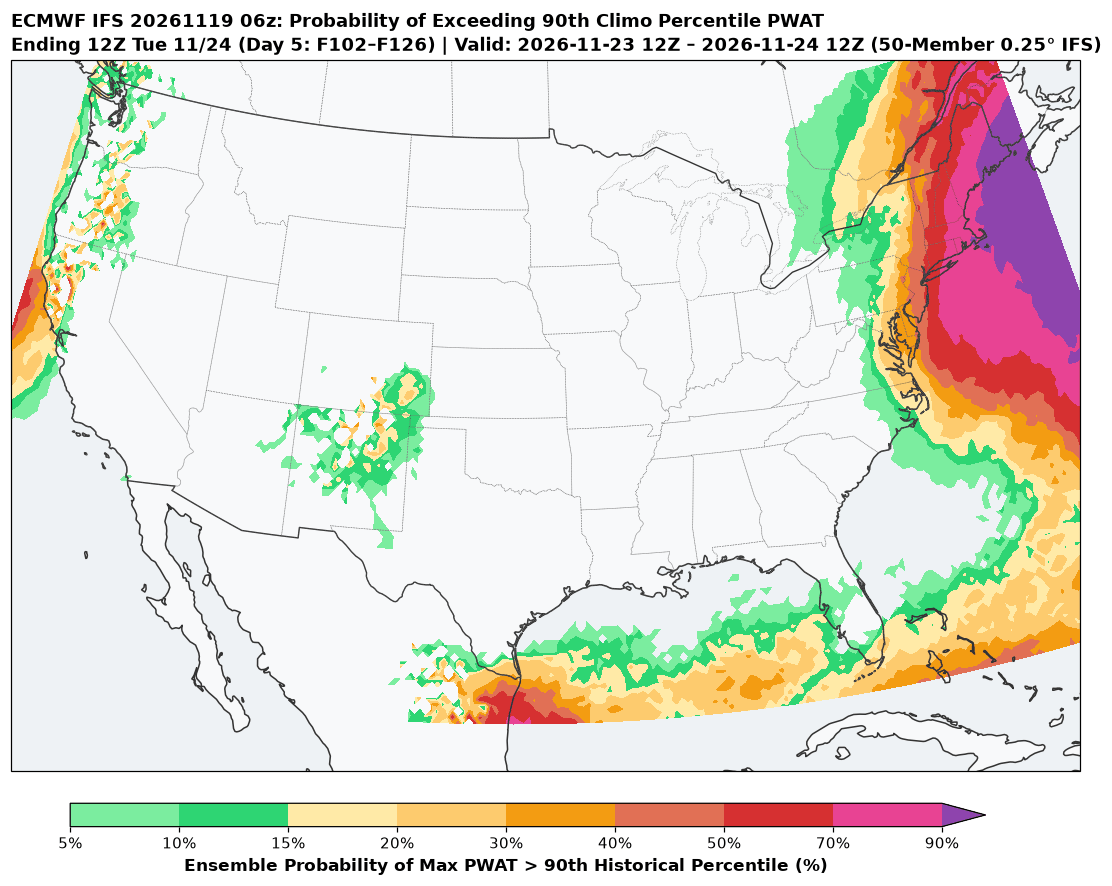 ECMWF IFS 20261119 06z: Probability of Exceeding 90th Climo Percentile PWAT
Ending 12Z Tue 11/24 (Day 5: F102–F126) | Valid: 2026-11-23 12Z – 2026-11-24 12Z (50-Member 0.25° IFS)
5% 10% 15% 20% 30% 40% 50% 70% 90%
Ensemble Probability of Max PWAT > 90th Historical Percentile (%)